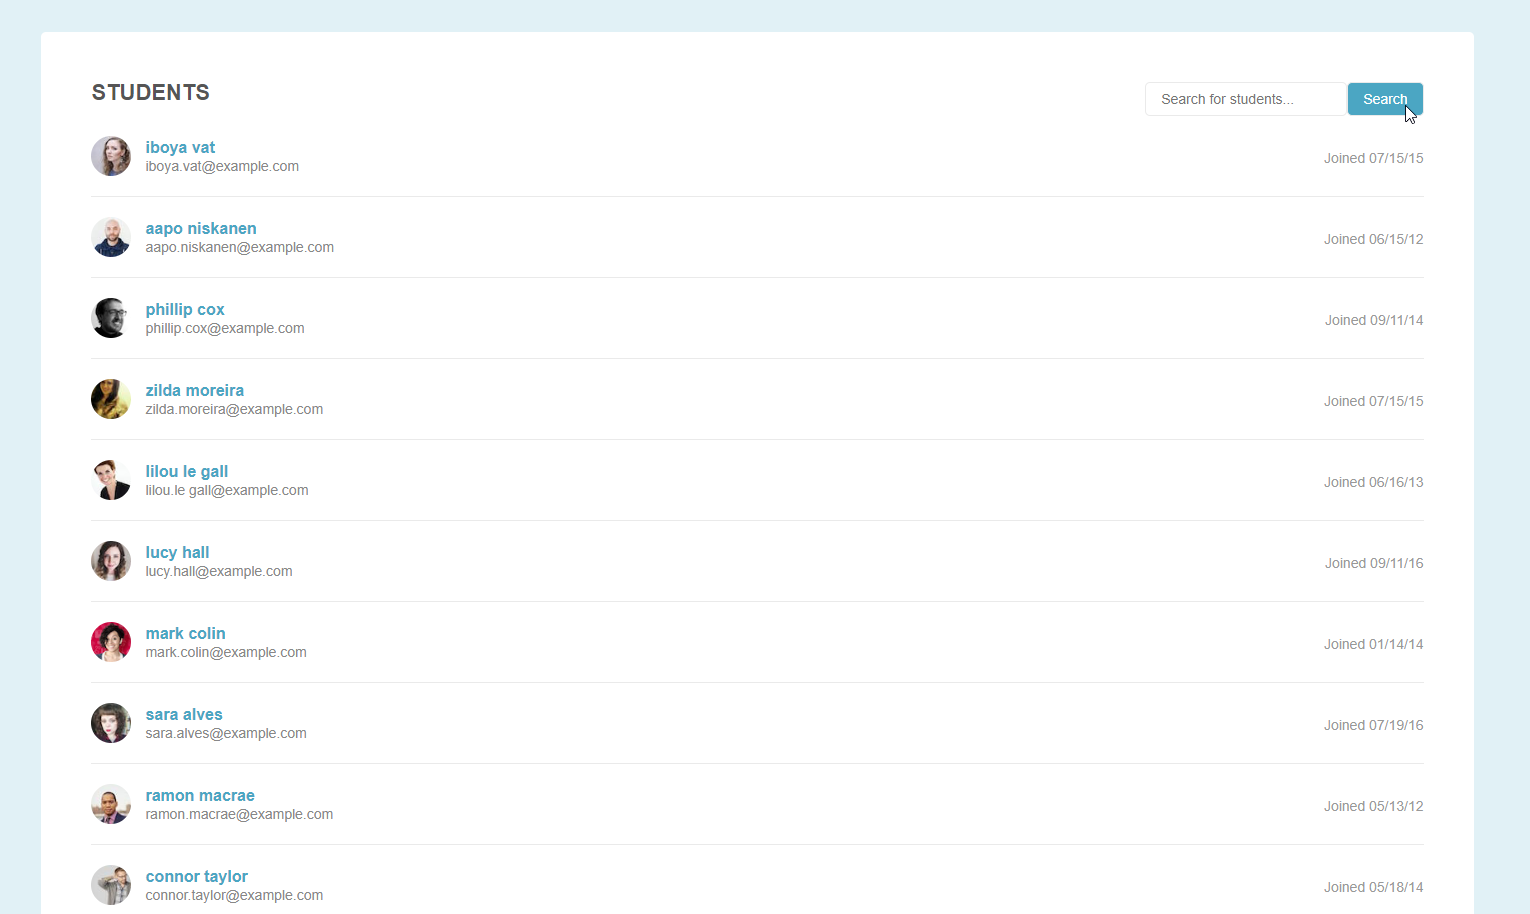 STUDENTS
Search for students...
Search
iboya vat
iboya.vat@example.com
Joined 07/15/15
aapo niskanen
aapo.niskanen@example.com
Joined 06/15/12
phillip cox
phillip.cox@example.com
Joined 09/11/14
zilda moreira
zilda.moreira@example.com
Joined 07/15/15
lilou le gall
lilou.le gall@example.com
Joined 06/16/13
lucy hall
lucy.hall@example.com
Joined 09/11/16
mark colin
mark.colin@example.com
Joined 01/14/14
sara alves
sara.alves@example.com
Joined 07/19/16
ramon macrae
ramon.macrae@example.com
Joined 05/13/12
connor taylor
connor.taylor@example.com
Joined 05/18/14